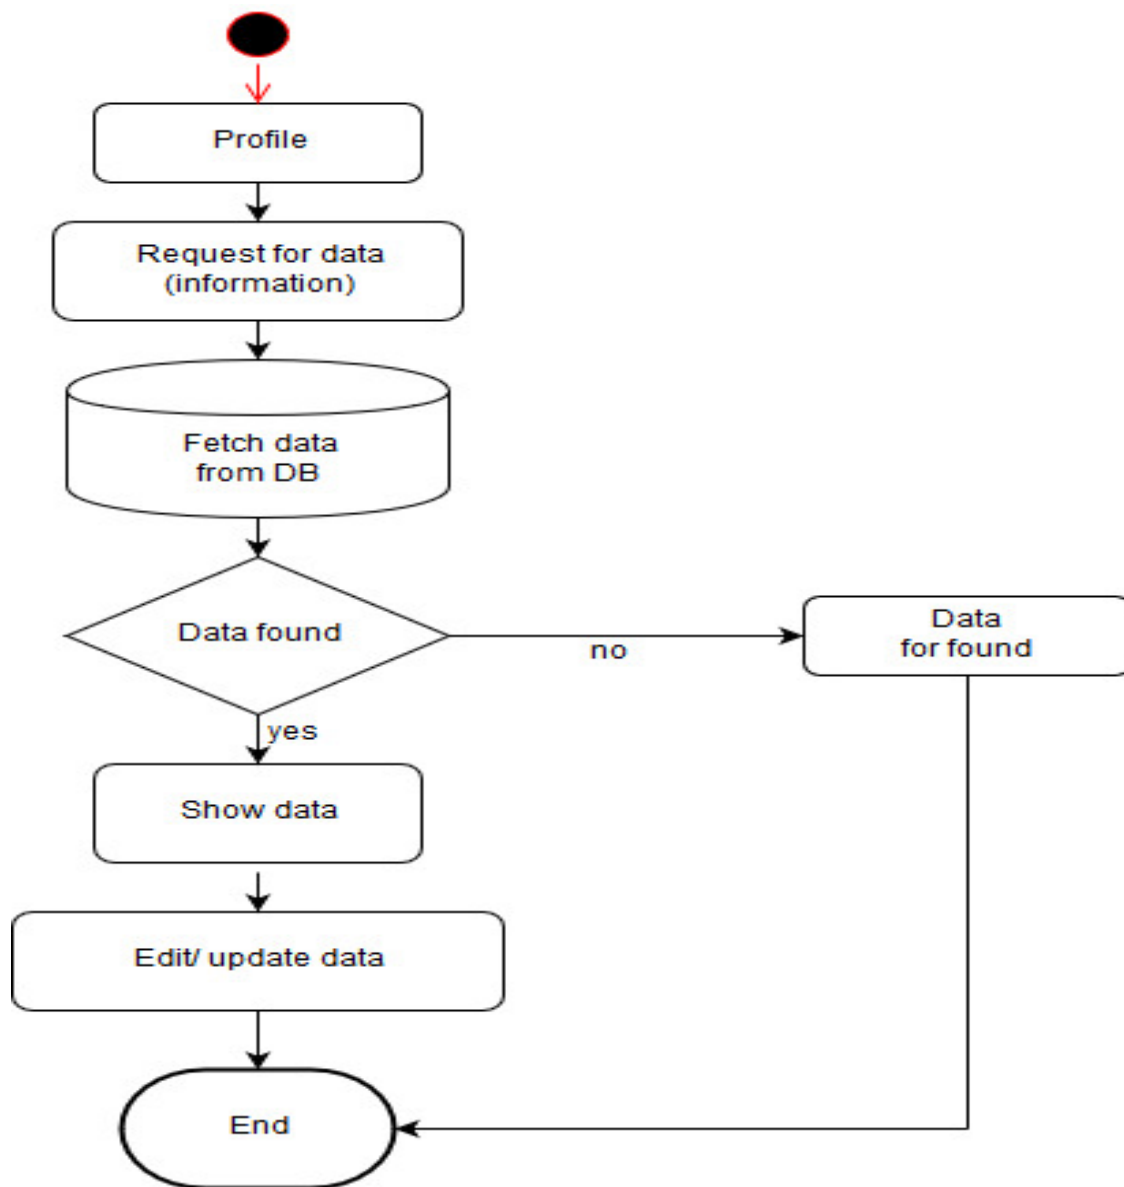 Profile
Request for data
(information)
Fetch data
from DB
Data found
no
Data
for found
yes
Show data
Edit/ update data
End